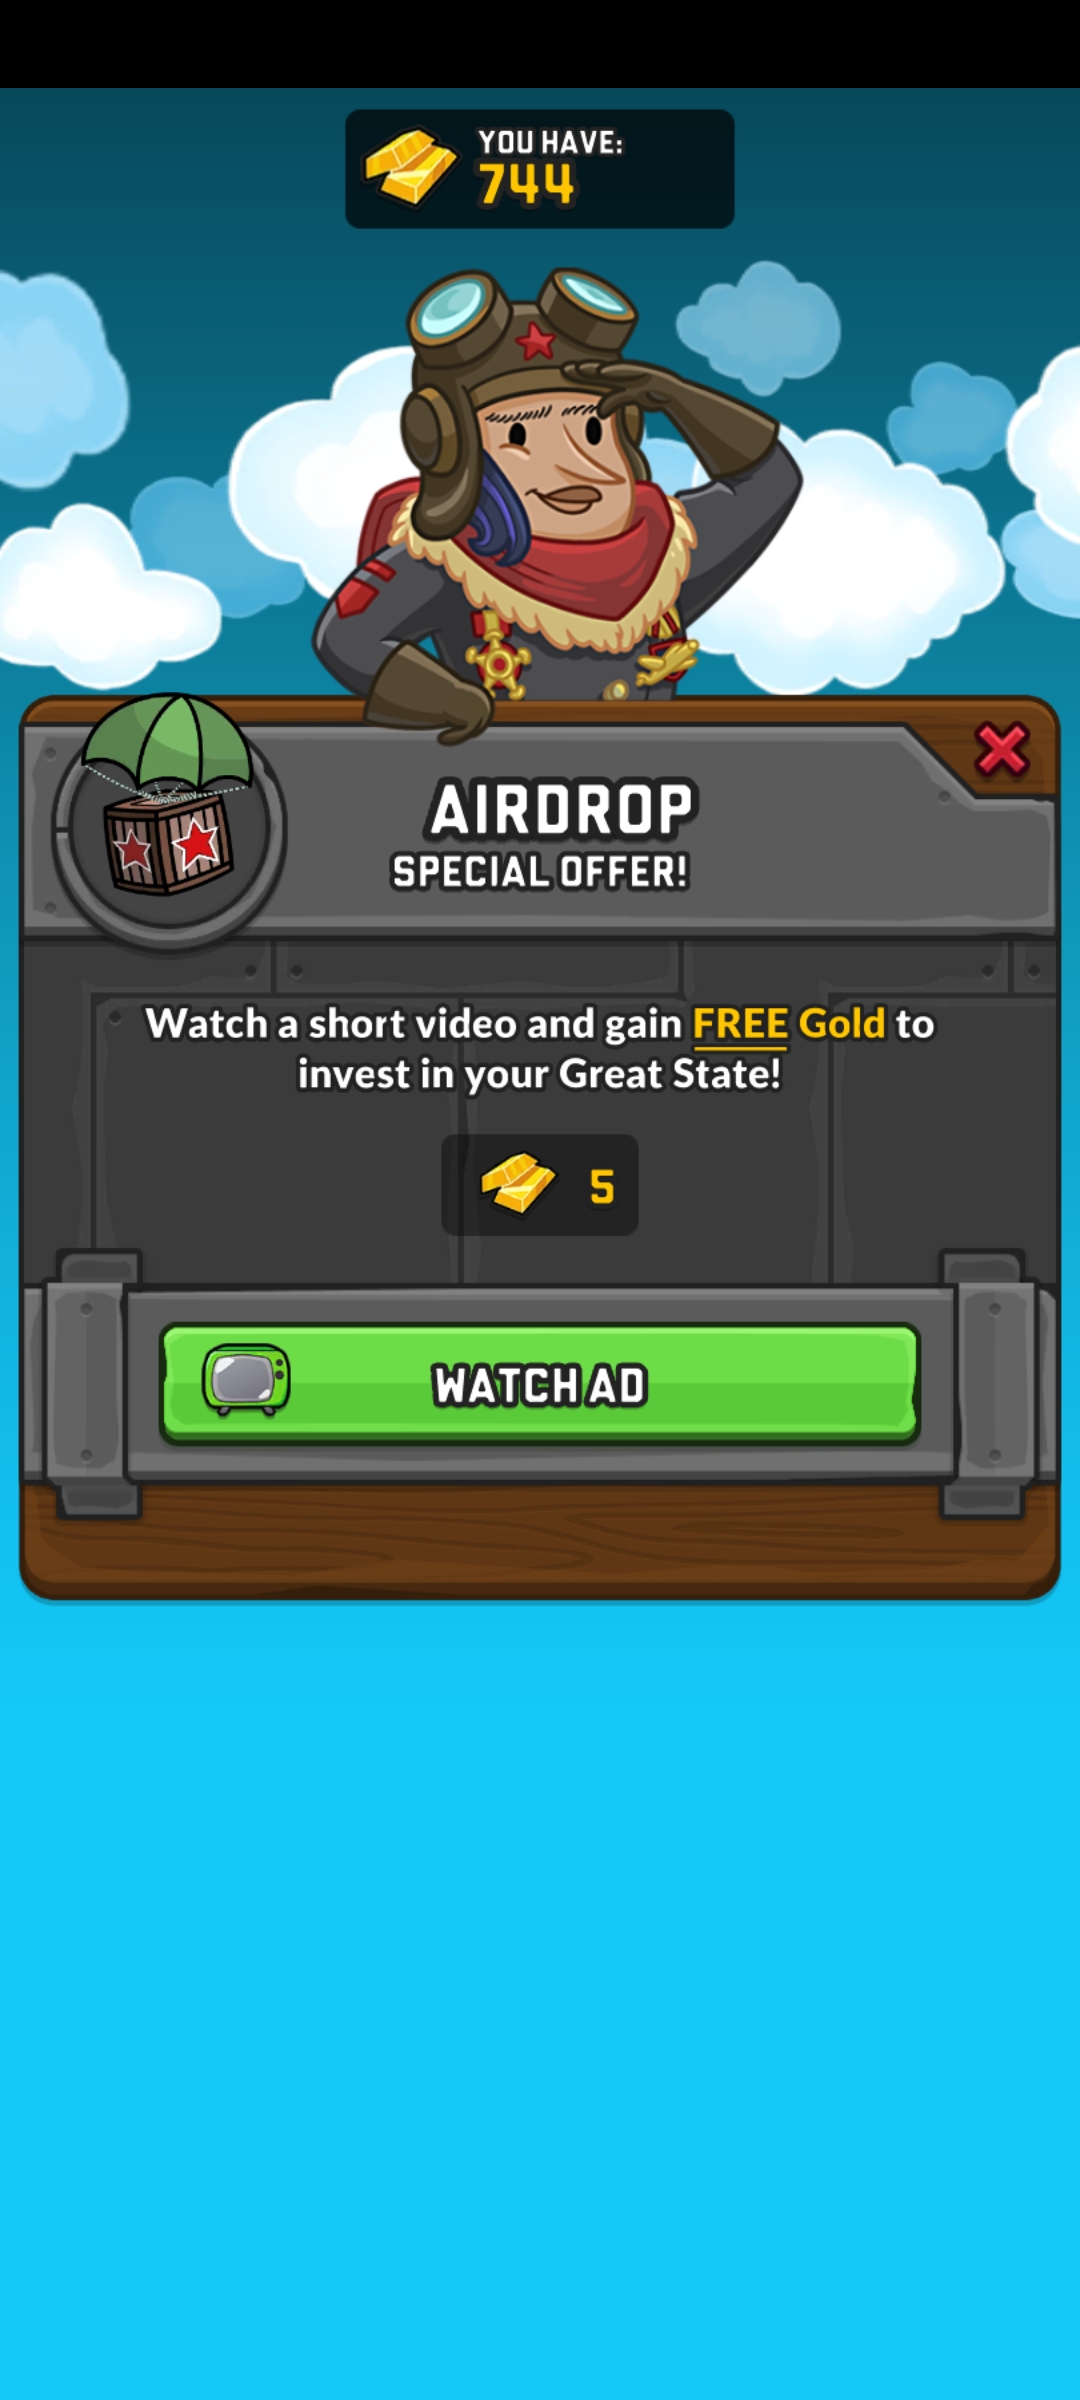 YOU HAVE:
744
AIRDROP
SPECIAL OFFER!
Watch a short video and gain FREE Gold to
invest in your Great State!
5
WATCH AD